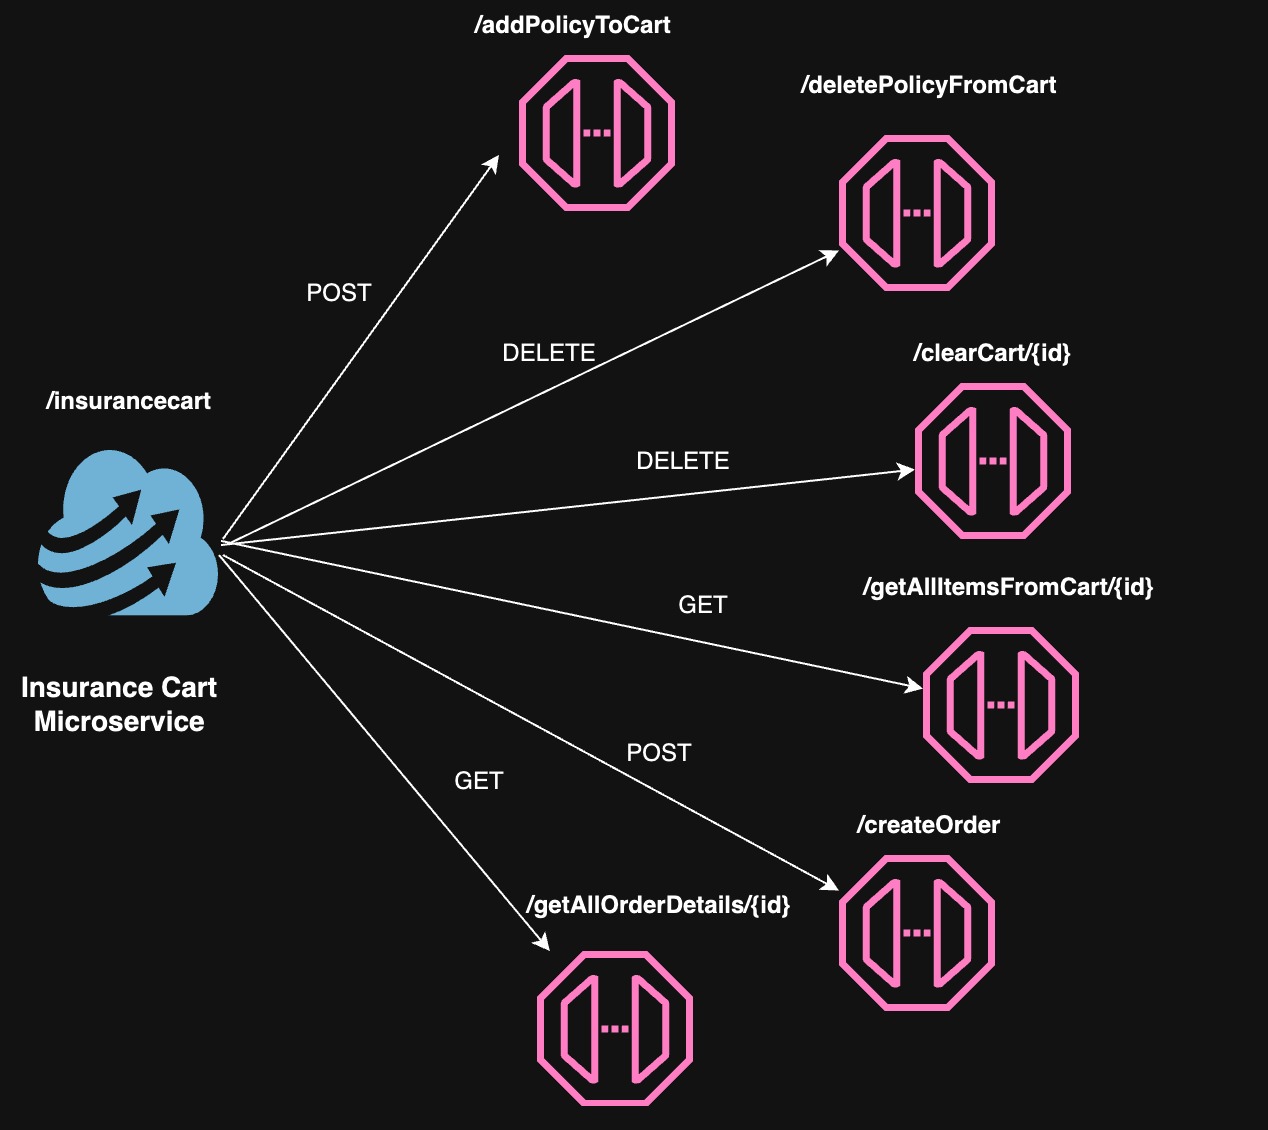 /addPolicyToCart
/deletePolicyFromCart
POST
DELETE
/clearCart/{id}
/insurancecart
DELETE
/getAllItemsFromCart/{id}
GET
Insurance Cart
Microservice
POST
GET
/createOrder
/getAllOrderDetails/{id}